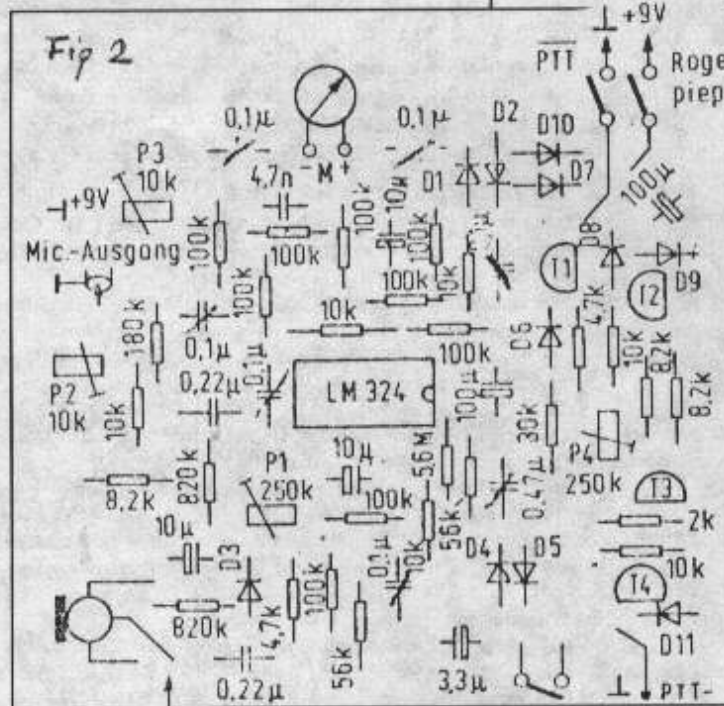 Fig 2
+9V
PTT
Roge
piep
0,1µ
0,1µ
D2
D10
P3
10k
4,7n
-M+
D1
D7
100µ
+9V
100k
10µ
Mic.-Ausgang
100k
100k
100k
D8
T1
D9
T2
100k
100k
10k
180k
0,1µ
10k
100k
D6
4,7k
10k
8,2k
8,2k
P2
10k
0,22µ
0,1µ
LM 324
100µ
10k
30k
P4
250k
820k
P1
250k
10µ
5,6M
8,2k
100k
56k
0,47µ
T3
2k
10µ
D3
0,1µ
10k
D4
D5
10k
T4
820k
4,7k
100k
56k
D11
0,22µ
3,3µ
PTT-